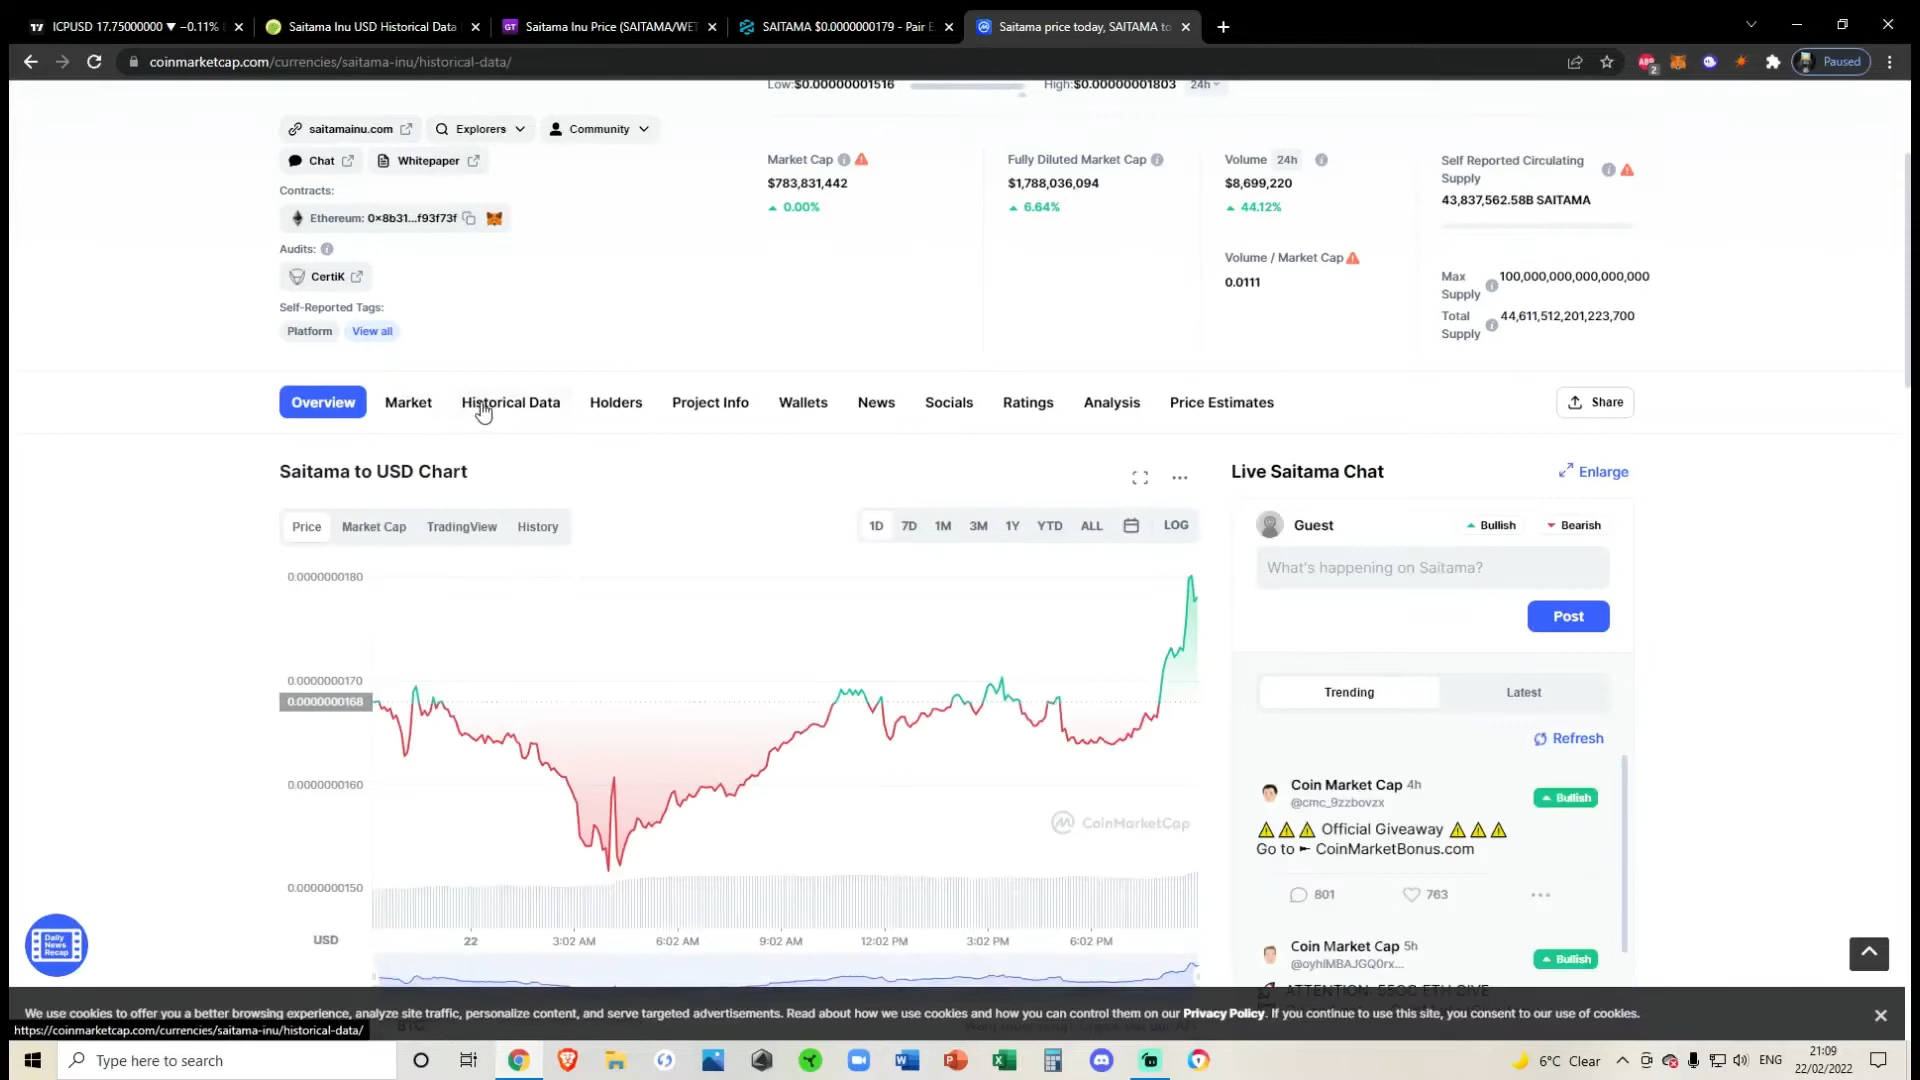 ICPUSD 17.75000000 ▼ −0.11%
Saitama Inu USD Historical Data
Saitama Inu Price (SAITAMA/WET
SAITAMA $0.0000000179 - Pair E
Saitama price today, SAITAMA to
coinmarketcap.com/currencies/saitama-inu/historical-data/
Paused
Low:$0.00000001516
High:$0.00000001803
24h
saitamainu.com
Explorers
Community
Chat
Whitepaper
Contracts:
Ethereum: 0×8b31...f93f73f
Audits:
CertiK
Self-Reported Tags:
Platform
View all
Market Cap
$783,831,442
0.00%
Fully Diluted Market Cap
$1,788,036,094
6.64%
Volume 24h
$8,699,220
44.12%
Volume / Market Cap
0.0111
Self Reported Circulating
Supply
43,837,562.58B SAITAMA
Max
Supply
100,000,000,000,000,000
Total
Supply
44,611,512,201,223,700
Overview
Market
Historical Data
Holders
Project Info
Wallets
News
Socials
Ratings
Analysis
Price Estimates
Share
Saitama to USD Chart
Price
Market Cap
TradingView
History
1D
7D
1M
3M
1Y
YTD
ALL
LOG
0.0000000180
0.0000000170
0.0000000168
0.0000000160
0.0000000150
CoinMarketCap
USD
22
3:02 AM
6:02 AM
9:02 AM
12:02 PM
3:02 PM
6:02 PM
Live Saitama Chat
Enlarge
Guest
Bullish
Bearish
What's happening on Saitama?
Post
Trending
Latest
Refresh
Coin Market Cap 4h
@cmc_9zzbovzx
Bullish
Official Giveaway
Go to ► CoinMarketBonus.com
801
763
Coin Market Cap 5h
@oyhIMBAJGQ0rx...
Bullish
Daily
News
Recap
We use cookies to offer you a better browsing experience, analyze site traffic, personalize content, and serve targeted advertisements. Read about how we use cookies and how you can control them on our Privacy Policy. If you continue to use this site, you consent to our use of cookies.
https://coinmarketcap.com/currencies/saitama-inu/historical-data/
Type here to search
6°C Clear
ENG
21:09
22/02/2022